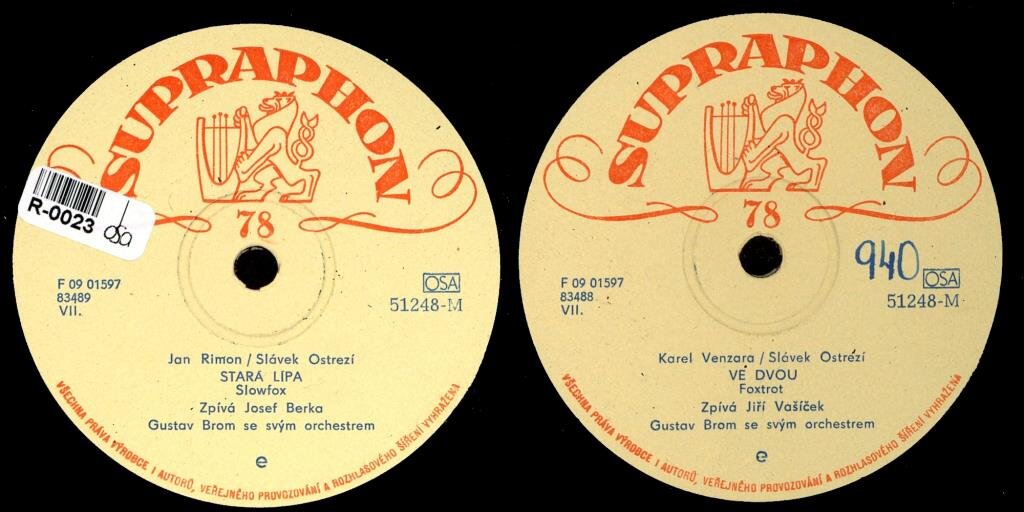 SUPRAPHON
78
R-0023
osa
F 09 01597
83489
VII.
OSA
51248-M
Jan Rimon / Slávek Ostrezí
STARÁ LÍPA
Slowfox
Zpívá Josef Berka
Gustav Brom se svým orchestrem
e
VŠECHNA PRÁVA VÝROBCE I AUTORŮ, VEŘEJNÉHO PROVOZOVÁNÍ A ROZHLASOVÉHO ŠÍŘENÍ VYHRAŽENA
SUPRAPHON
78
940
F 09 01597
83488
VII.
OSA
51248-M
Karel Venzara / Slávek Ostrezí
VE DVOU
Foxtrot
Zpívá Jiří Vašíček
Gustav Brom se svým orchestrem
e
VŠECHNA PRÁVA VÝROBCE I AUTORŮ, VEŘEJNÉHO PROVOZOVÁNÍ A ROZHLASOVÉHO ŠÍŘENÍ VYHRAŽENA